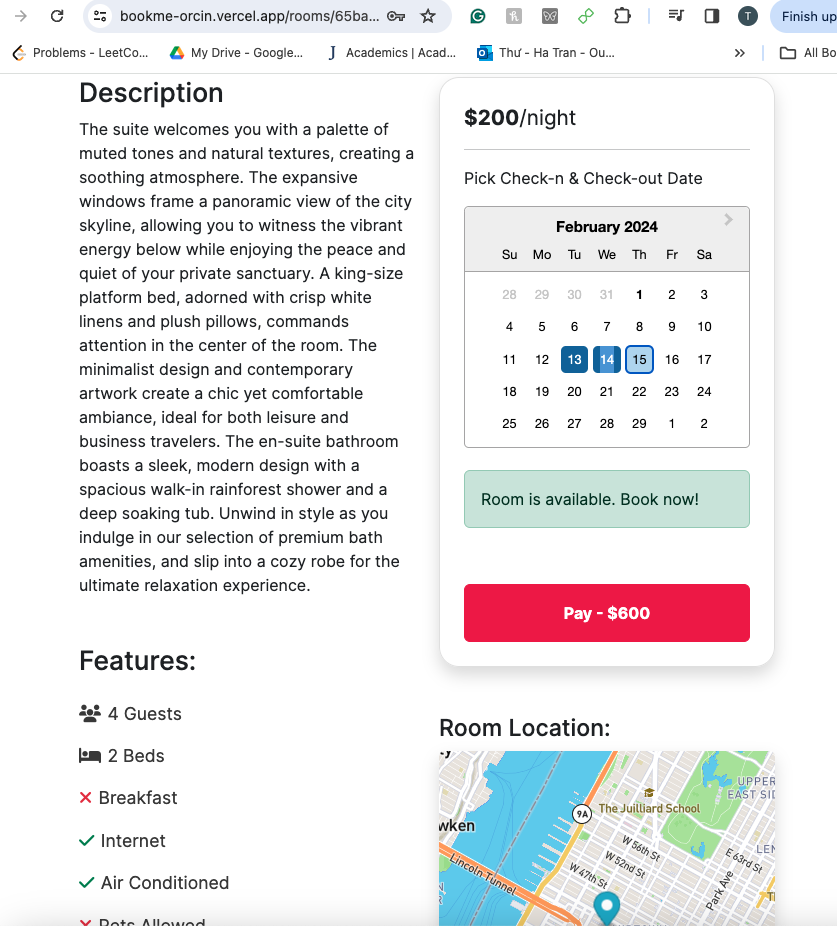 bookme-orcin.vercel.app/rooms/65ba...
T
Finish up
Problems - LeetCo...
My Drive - Google...
J Academics | Acad...
Thư - Ha Tran - Ou...
»
All Bo
Description
The suite welcomes you with a palette of
muted tones and natural textures, creating a
soothing atmosphere. The expansive
windows frame a panoramic view of the city
skyline, allowing you to witness the vibrant
energy below while enjoying the peace and
quiet of your private sanctuary. A king-size
platform bed, adorned with crisp white
linens and plush pillows, commands
attention in the center of the room. The
minimalist design and contemporary
artwork create a chic yet comfortable
ambiance, ideal for both leisure and
business travelers. The en-suite bathroom
boasts a sleek, modern design with a
spacious walk-in rainforest shower and a
deep soaking tub. Unwind in style as you
indulge in our selection of premium bath
amenities, and slip into a cozy robe for the
ultimate relaxation experience.
Features:
4 Guests
2 Beds
Breakfast
Internet
Air Conditioned
Pets Allowed
$200/night
Pick Check-n & Check-out Date
February 2024
Su Mo Tu We Th Fr Sa
28 29 30 31 1 2 3
4 5 6 7 8 9 10
11 12 13 14 15 16 17
18 19 20 21 22 23 24
25 26 27 28 29 1 2
Room is available. Book now!
Pay - $600
Room Location:
UPPER
EAST SID
The Juilliard School
9A
wken
W 56th St
W 52nd St
W 47th St
E 63rd St
LEN
Park Ave
Lincoln Tunnel